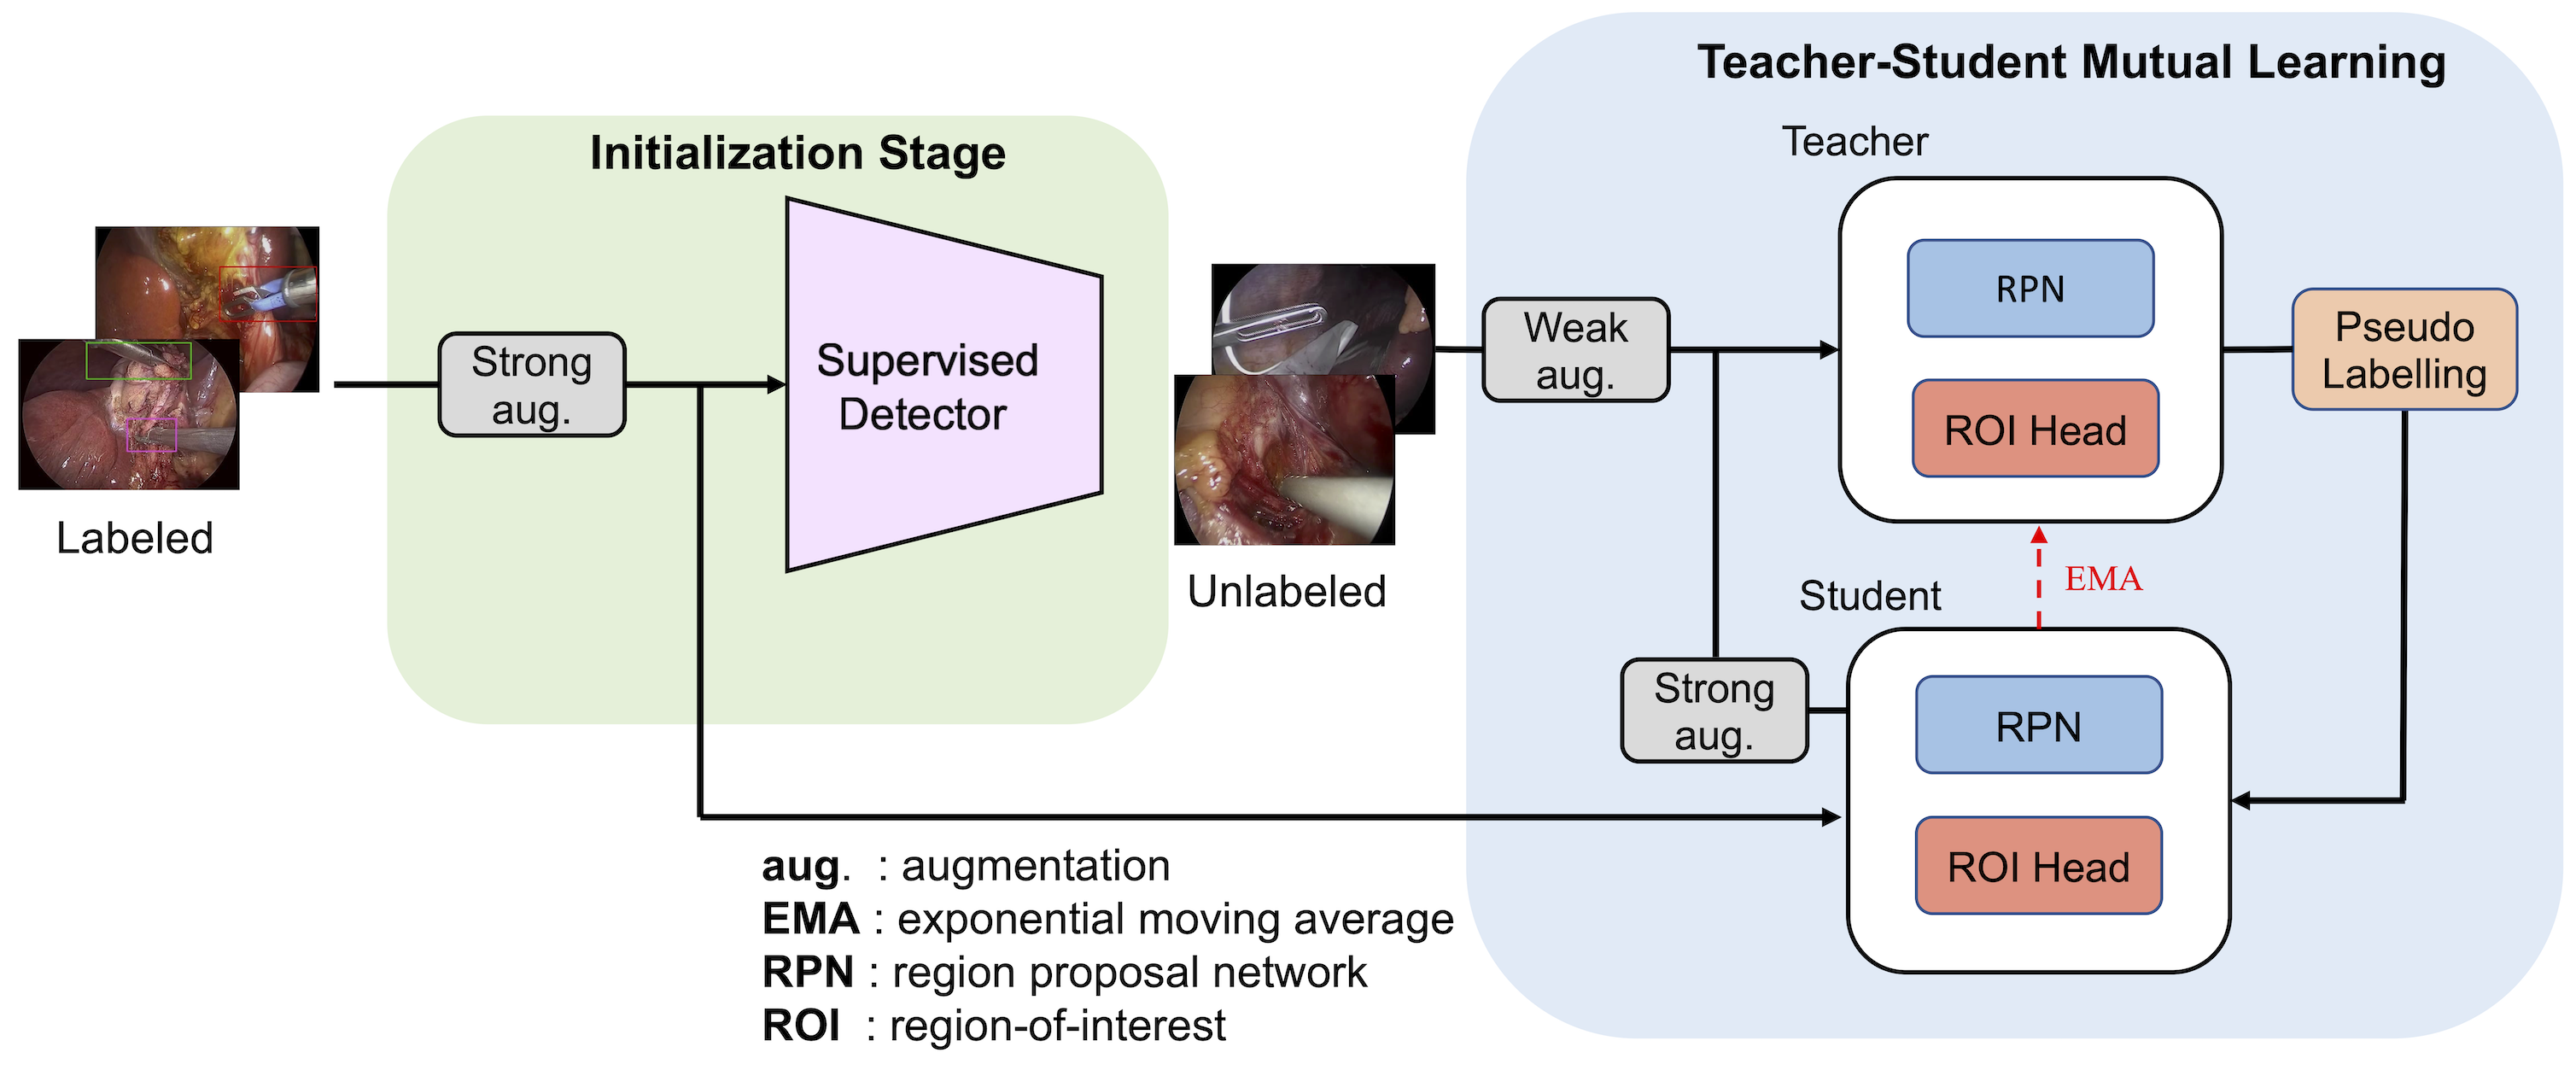 Teacher-Student Mutual Learning
Initialization Stage
Teacher
RPN
ROI Head
Weak
aug.
Pseudo
Labelling
Strong
aug.
Supervised
Detector
Labeled
Unlabeled
EMA
Student
Strong
aug.
RPN
ROI Head
aug. : augmentation
EMA : exponential moving average
RPN : region proposal network
ROI : region-of-interest